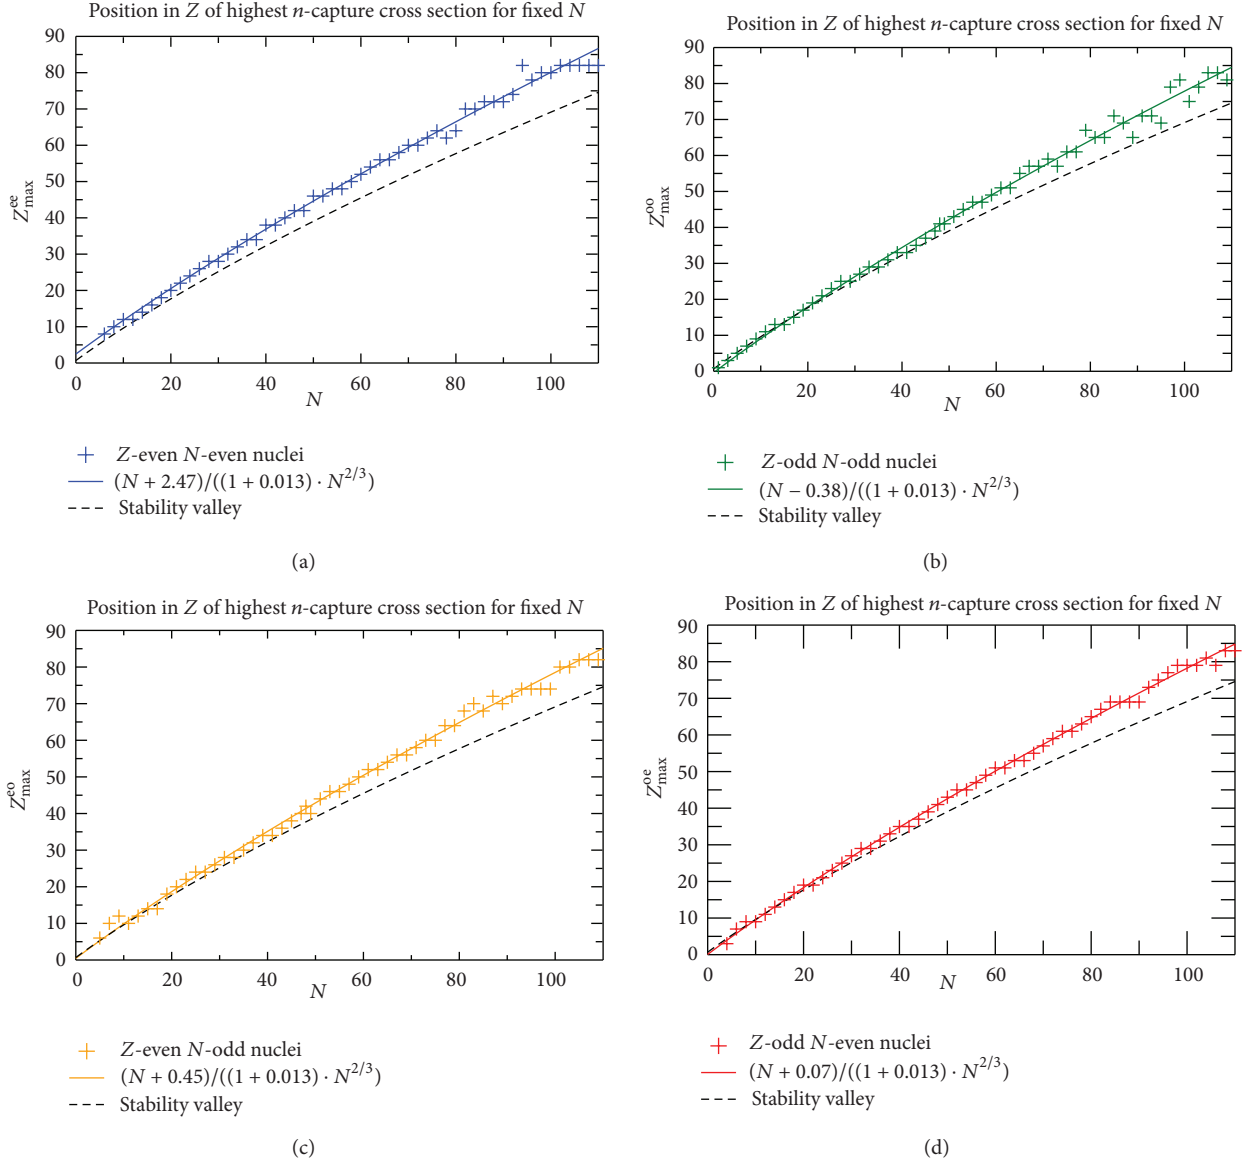 Position in Z of highest n-capture cross section for fixed N
90
80
70
60
50
40
30
20
10
0
Z^ee_max
0 20 40 60 80 100
N
Z-even N-even nuclei
(N + 2.47)/((1 + 0.013) · N^2/3)
Stability valley
(a)
Position in Z of highest n-capture cross section for fixed N
90
80
70
60
50
40
30
20
10
0
Z^oo_max
0 20 40 60 80 100
N
Z-odd N-odd nuclei
(N − 0.38)/((1 + 0.013) · N^2/3)
Stability valley
(b)
Position in Z of highest n-capture cross section for fixed N
90
80
70
60
50
40
30
20
10
0
Z^eo_max
0 20 40 60 80 100
N
Z-even N-odd nuclei
(N + 0.45)/((1 + 0.013) · N^2/3)
Stability valley
(c)
Position in Z of highest n-capture cross section for fixed N
90
80
70
60
50
40
30
20
10
0
Z^oe_max
0 20 40 60 80 100
N
Z-odd N-even nuclei
(N + 0.07)/((1 + 0.013) · N^2/3)
Stability valley
(d)